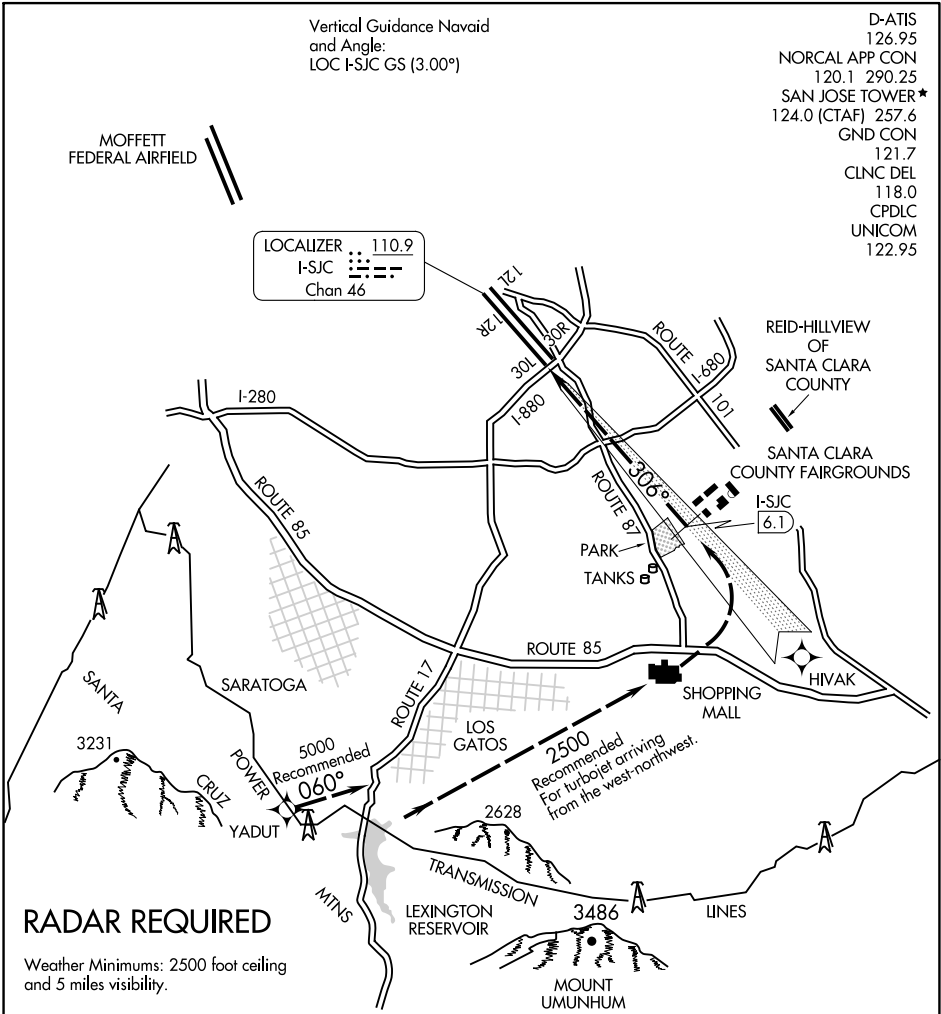 Vertical Guidance Navaid
and Angle:
LOC I-SJC GS (3.00°)
D-ATIS
126.95
NORCAL APP CON
120.1 290.25
SAN JOSE TOWER★
124.0 (CTAF) 257.6
GND CON
121.7
CLNC DEL
118.0
CPDLC
UNICOM
122.95
MOFFETT
FEDERAL AIRFIELD
LOCALIZER 110.9
I-SJC
Chan 46
12L
12R
30R
30L
ROUTE
101
I-680
I-880
I-280
REID-HILLVIEW
OF
SANTA CLARA
COUNTY
SANTA CLARA
COUNTY FAIRGROUNDS
306°
I-SJC
6.1
ROUTE 87
ROUTE 85
PARK
TANKS
ROUTE 85
HIVAK
SHOPPING
MALL
SARATOGA
ROUTE 17
LOS
GATOS
SANTA
CRUZ
MTNS
3231
5000
Recommended
060°
YADUT
2500
Recommended
For turbojet arriving
from the west-northwest.
2628
POWER
TRANSMISSION
LINES
LEXINGTON
RESERVOIR
3486
MOUNT
UMUNHUM
RADAR REQUIRED
Weather Minimums: 2500 foot ceiling
and 5 miles visibility.